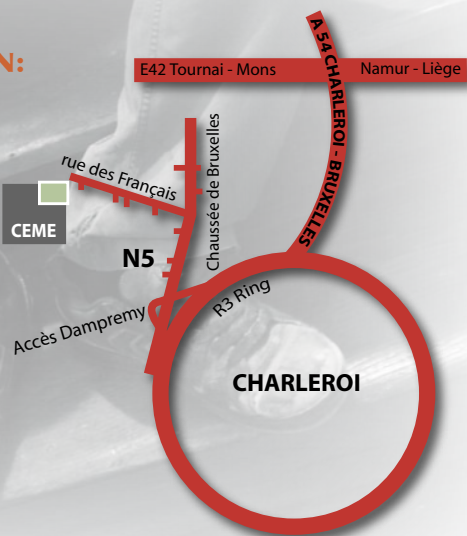 N:
E42 Tournai - Mons
Namur - Liège
A 54 CHARLEROI - BRUXELLES
rue des Français
Chaussée de Bruxelles
CEME
N5
R3 Ring
Accès Dampremy
CHARLEROI